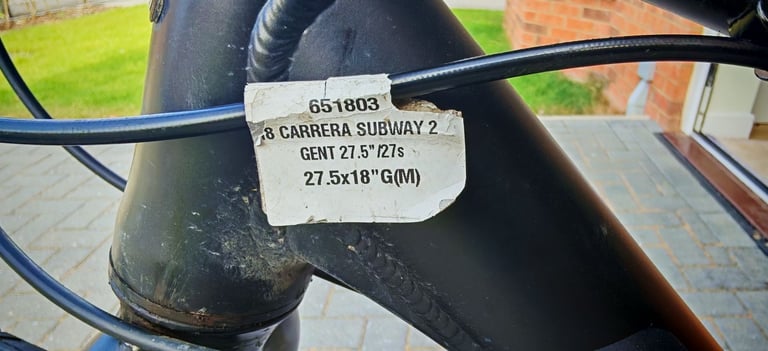 651803
8 CARRERA SUBWAY 2
GENT 27.5"/27s
27.5x18"G(M)